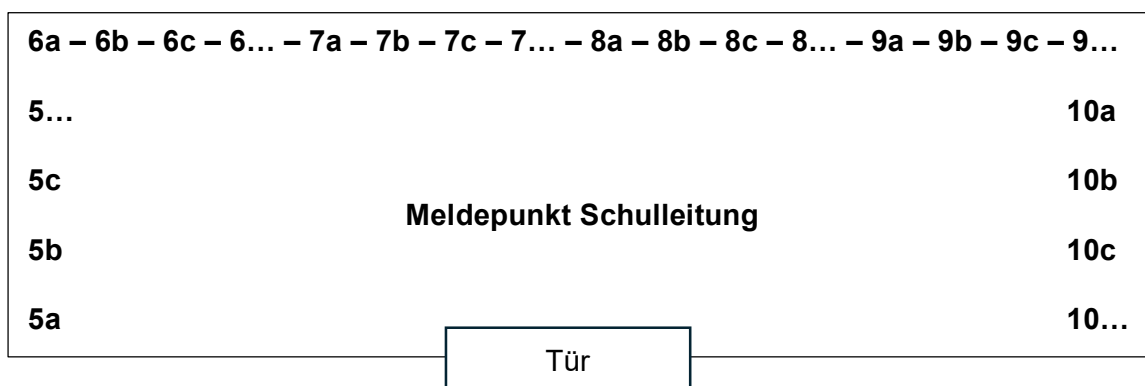 6a – 6b – 6c – 6… – 7a – 7b – 7c – 7… – 8a – 8b – 8c – 8… – 9a – 9b – 9c – 9…
5… 10a
5c 10b
Meldepunkt Schulleitung
5b 10c
5a 10…
Tür